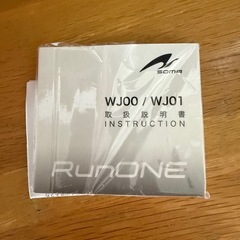 SOMA
WJ00 / WJ01
取扱説明書
INSTRUCTION
RunONE